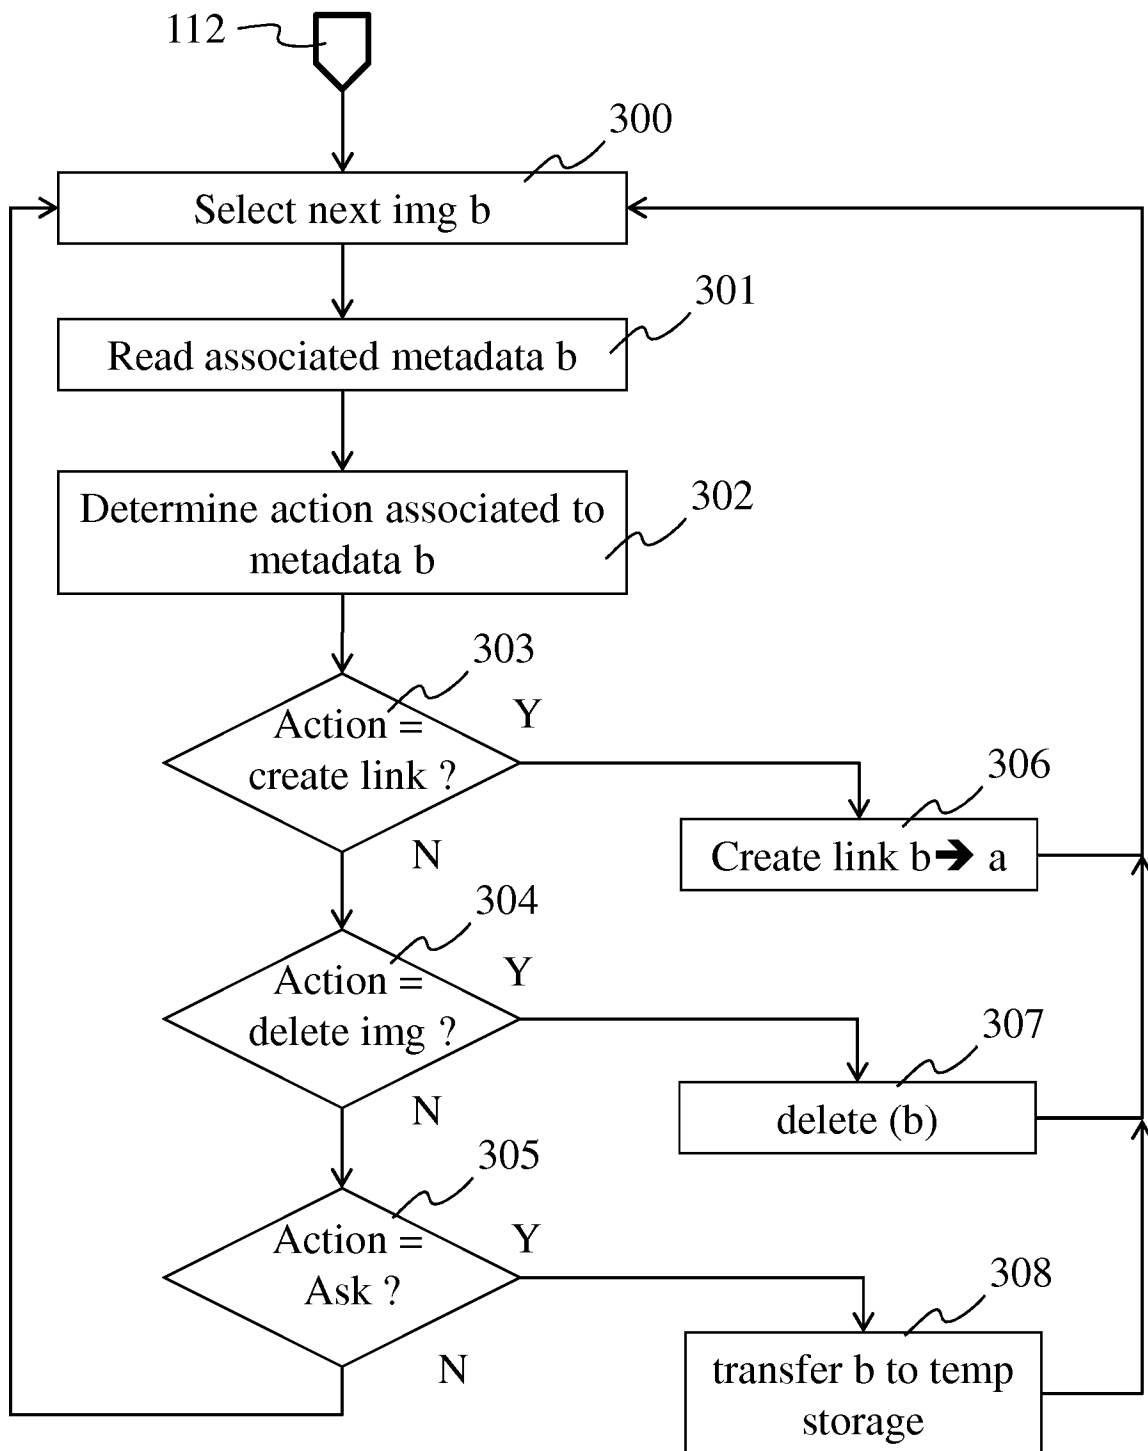 112
300
Select next img b
301
Read associated metadata b
302
Determine action associated to
metadata b
303
Action =
create link ?
Y
N
306
Create link b➔ a
304
Action =
delete img ?
Y
N
307
delete (b)
305
Action =
Ask ?
Y
N
308
transfer b to temp
storage